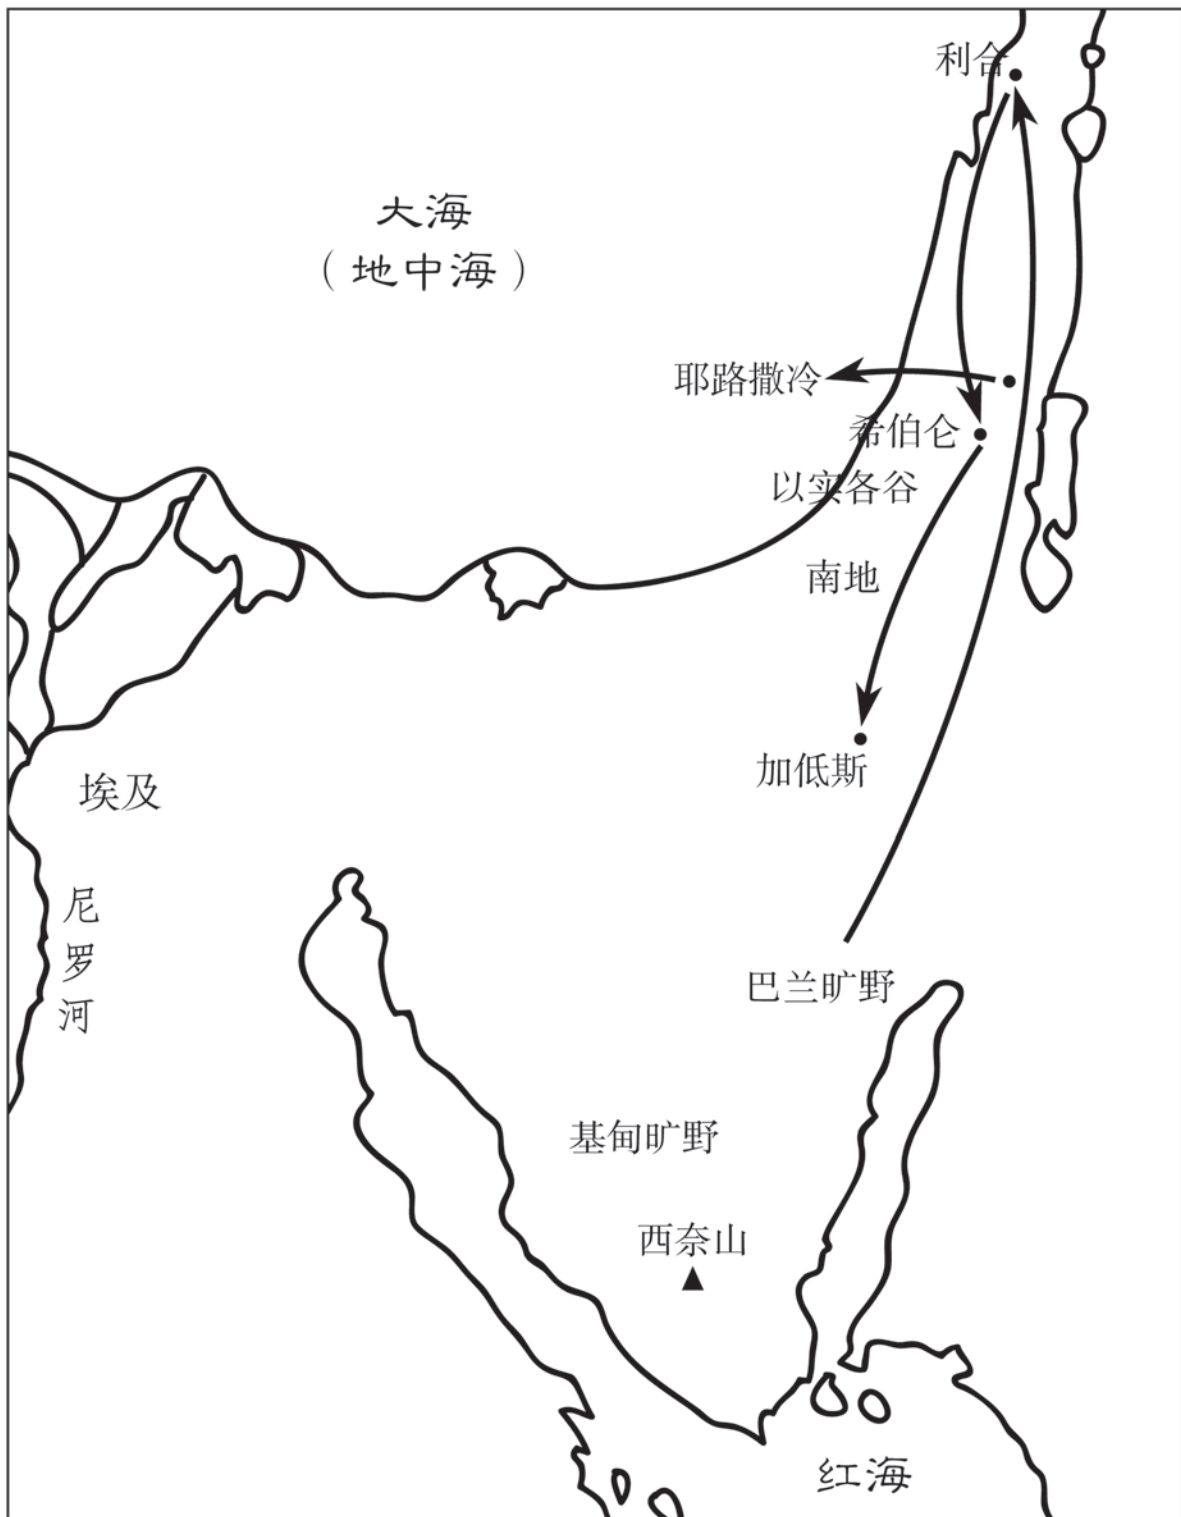 利合
大海
（地中海）
耶路撒冷
希伯仑
以实各谷
南地
加低斯
埃及
尼
罗
河
巴兰旷野
基甸旷野
西奈山
红海